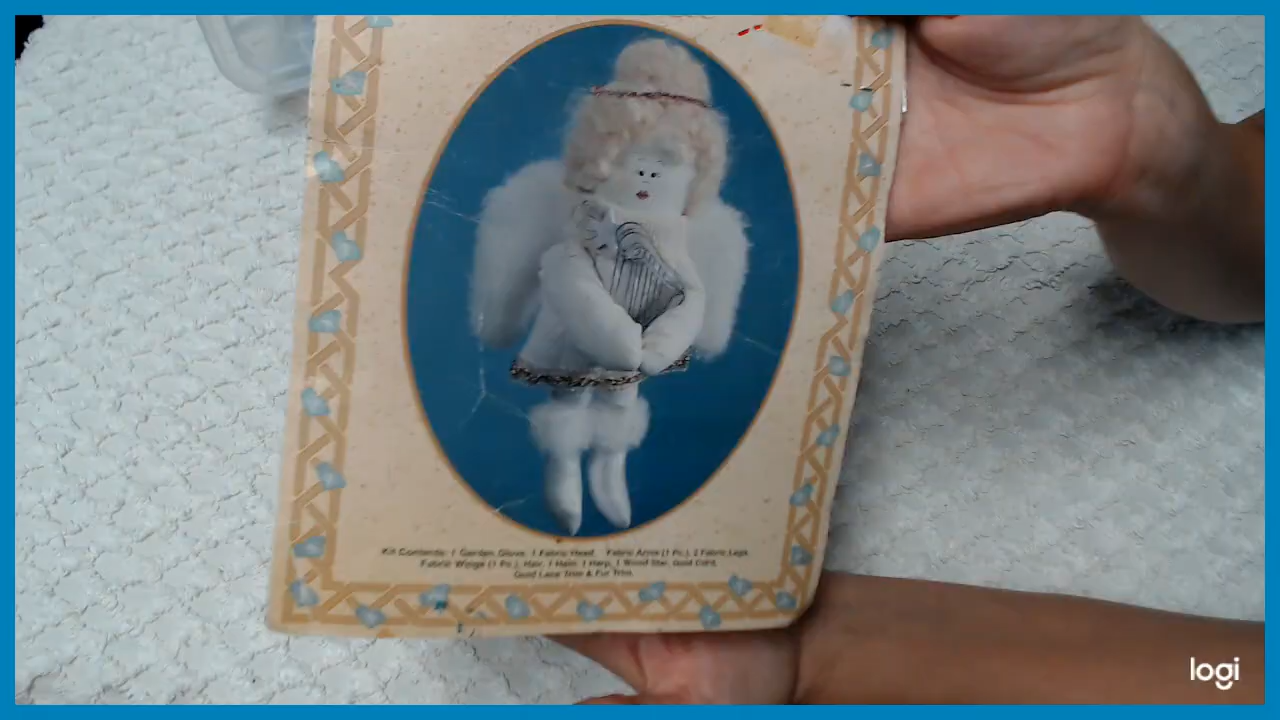 Kit Contents: 1 Garden Glove, 1 Fabric Head, Fabric Arms (1 Pc.), 2 Fabric Legs,
Fabric Wings (1 Pc.), Hair, 1 Halo, 1 Harp, 1 Wood Star, Gold Cord,
Gold Lace Trim & Fur Trim.
logi